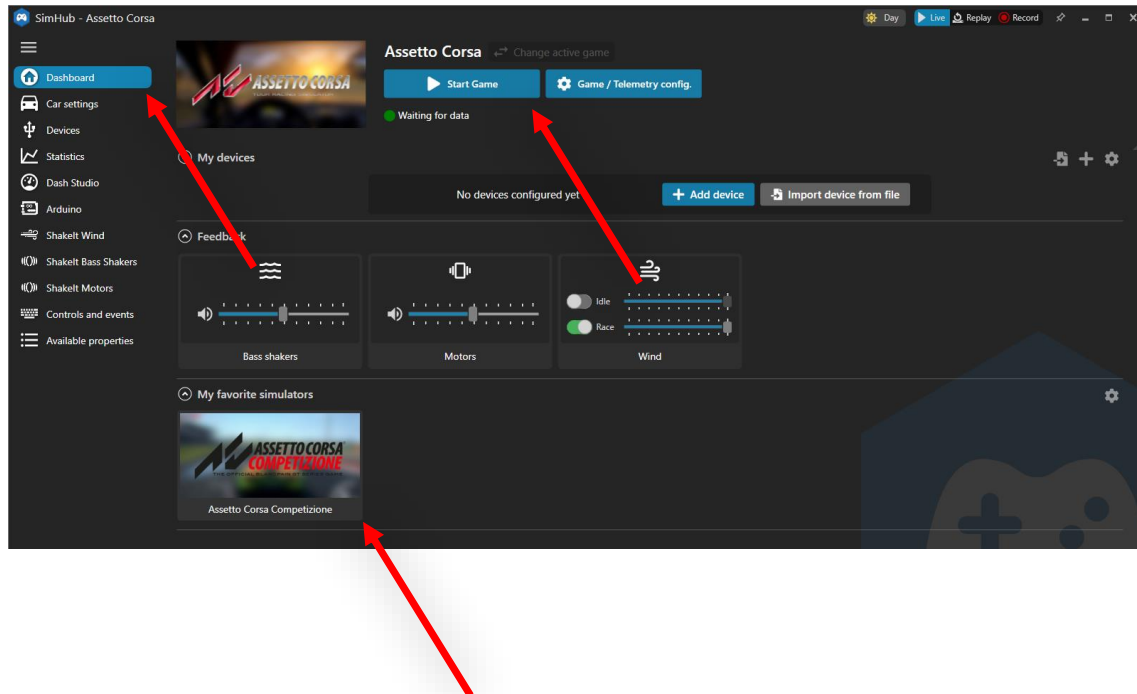 SimHub - Assetto Corsa
Day
Live
Replay
Record
Dashboard
Car settings
Devices
Statistics
Dash Studio
Arduino
ShakeIt Wind
ShakeIt Bass Shakers
ShakeIt Motors
Controls and events
Available properties
ASSETTO CORSA
Assetto Corsa
Change active game
Start Game
Game / Telemetry config.
Waiting for data
My devices
No devices configured yet
Add device
Import device from file
Feedback
Bass shakers
Motors
Idle
Race
Wind
My favorite simulators
ASSETTO CORSA
COMPETIZIONE
Assetto Corsa Competizione